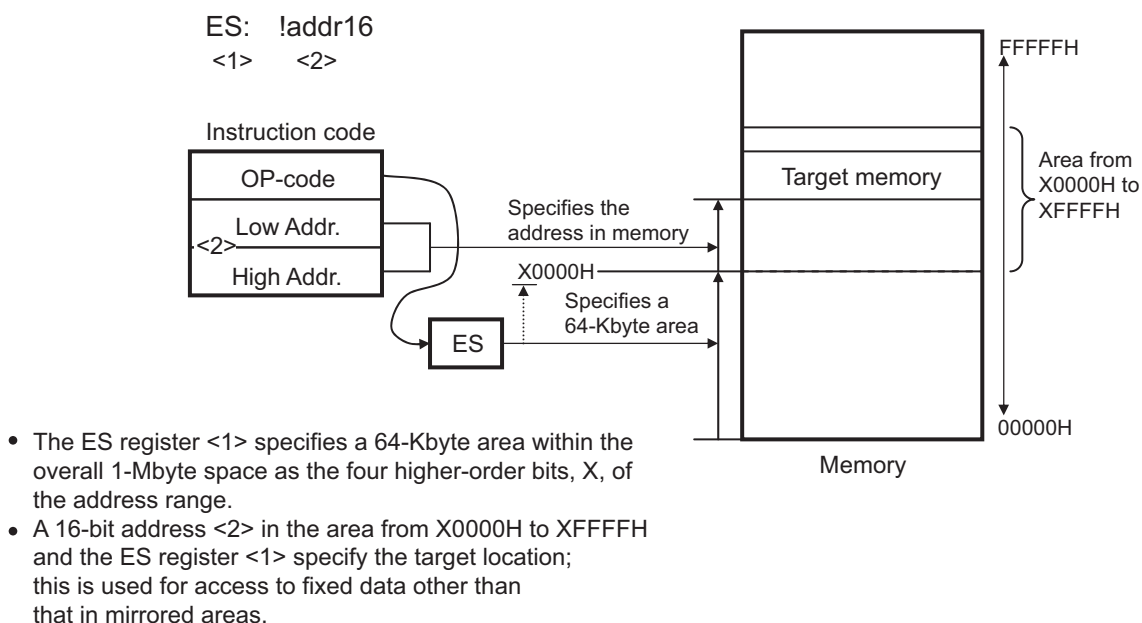 ES: !addr16
<1> <2>
Instruction code
OP-code
Low Addr.
<2>
High Addr.
ES
Specifies the
address in memory
X0000H
Specifies a
64-Kbyte area
Target memory
Memory
FFFFFH
Area from
X0000H to
XFFFFH
00000H
• The ES register <1> specifies a 64-Kbyte area within the
overall 1-Mbyte space as the four higher-order bits, X, of
the address range.
• A 16-bit address <2> in the area from X0000H to XFFFFH
and the ES register <1> specify the target location;
this is used for access to fixed data other than
that in mirrored areas.